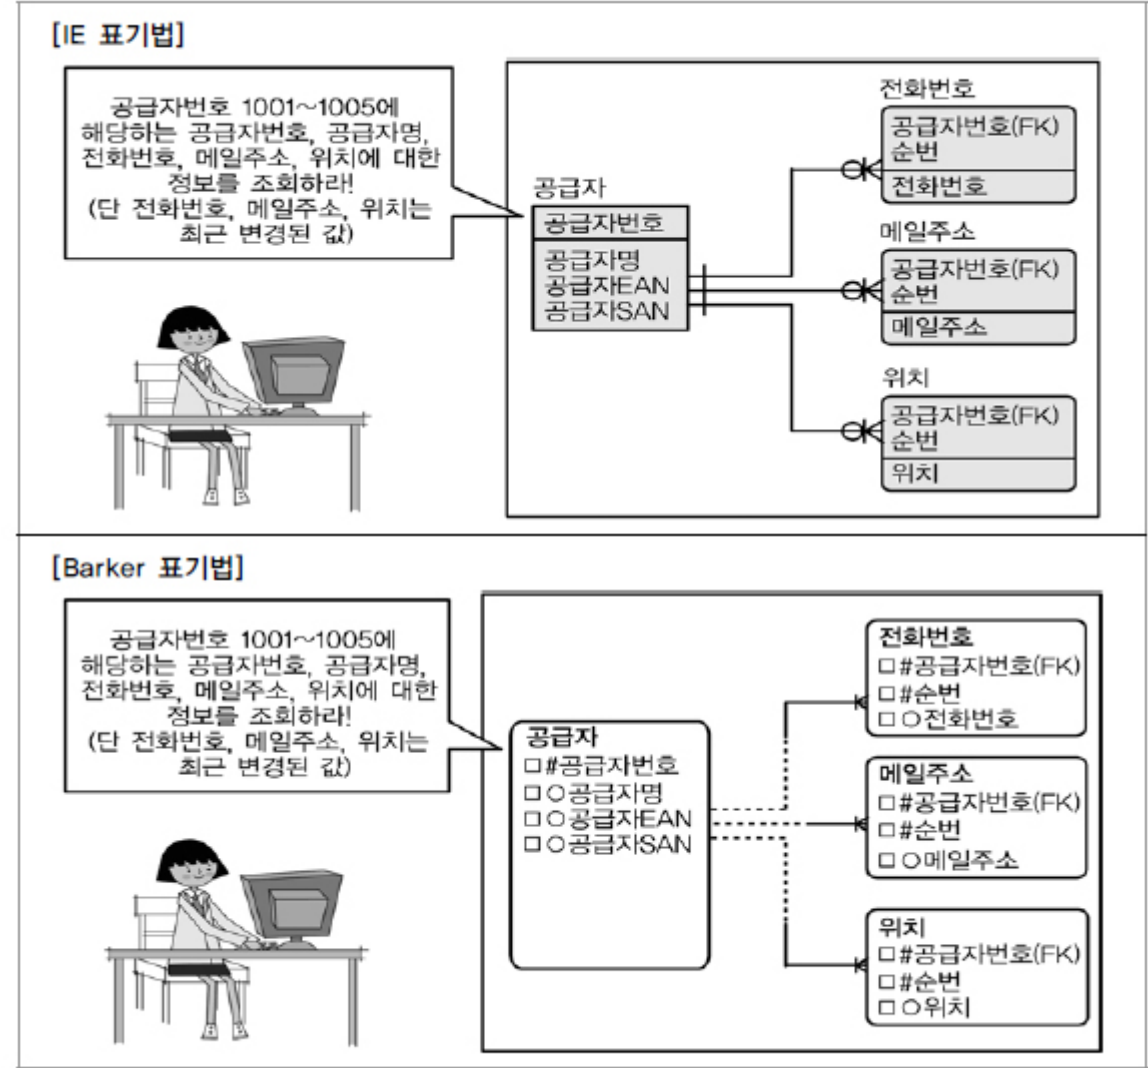 [IE 표기법]
공급자번호 1001~1005에
해당하는 공급자번호, 공급자명,
전화번호, 메일주소, 위치에 대한
정보를 조회하라!
(단 전화번호, 메일주소, 위치는
최근 변경된 값)
공급자
공급자번호
공급자명
공급자EAN
공급자SAN
전화번호
공급자번호(FK)
순번
전화번호
메일주소
공급자번호(FK)
순번
메일주소
위치
공급자번호(FK)
순번
위치
[Barker 표기법]
공급자번호 1001~1005에
해당하는 공급자번호, 공급자명,
전화번호, 메일주소, 위치에 대한
정보를 조회하라!
(단 전화번호, 메일주소, 위치는
최근 변경된 값)
공급자
□#공급자번호
□○공급자명
□○공급자EAN
□○공급자SAN
전화번호
□#공급자번호(FK)
□#순번
□○전화번호
메일주소
□#공급자번호(FK)
□#순번
□○메일주소
위치
□#공급자번호(FK)
□#순번
□○위치